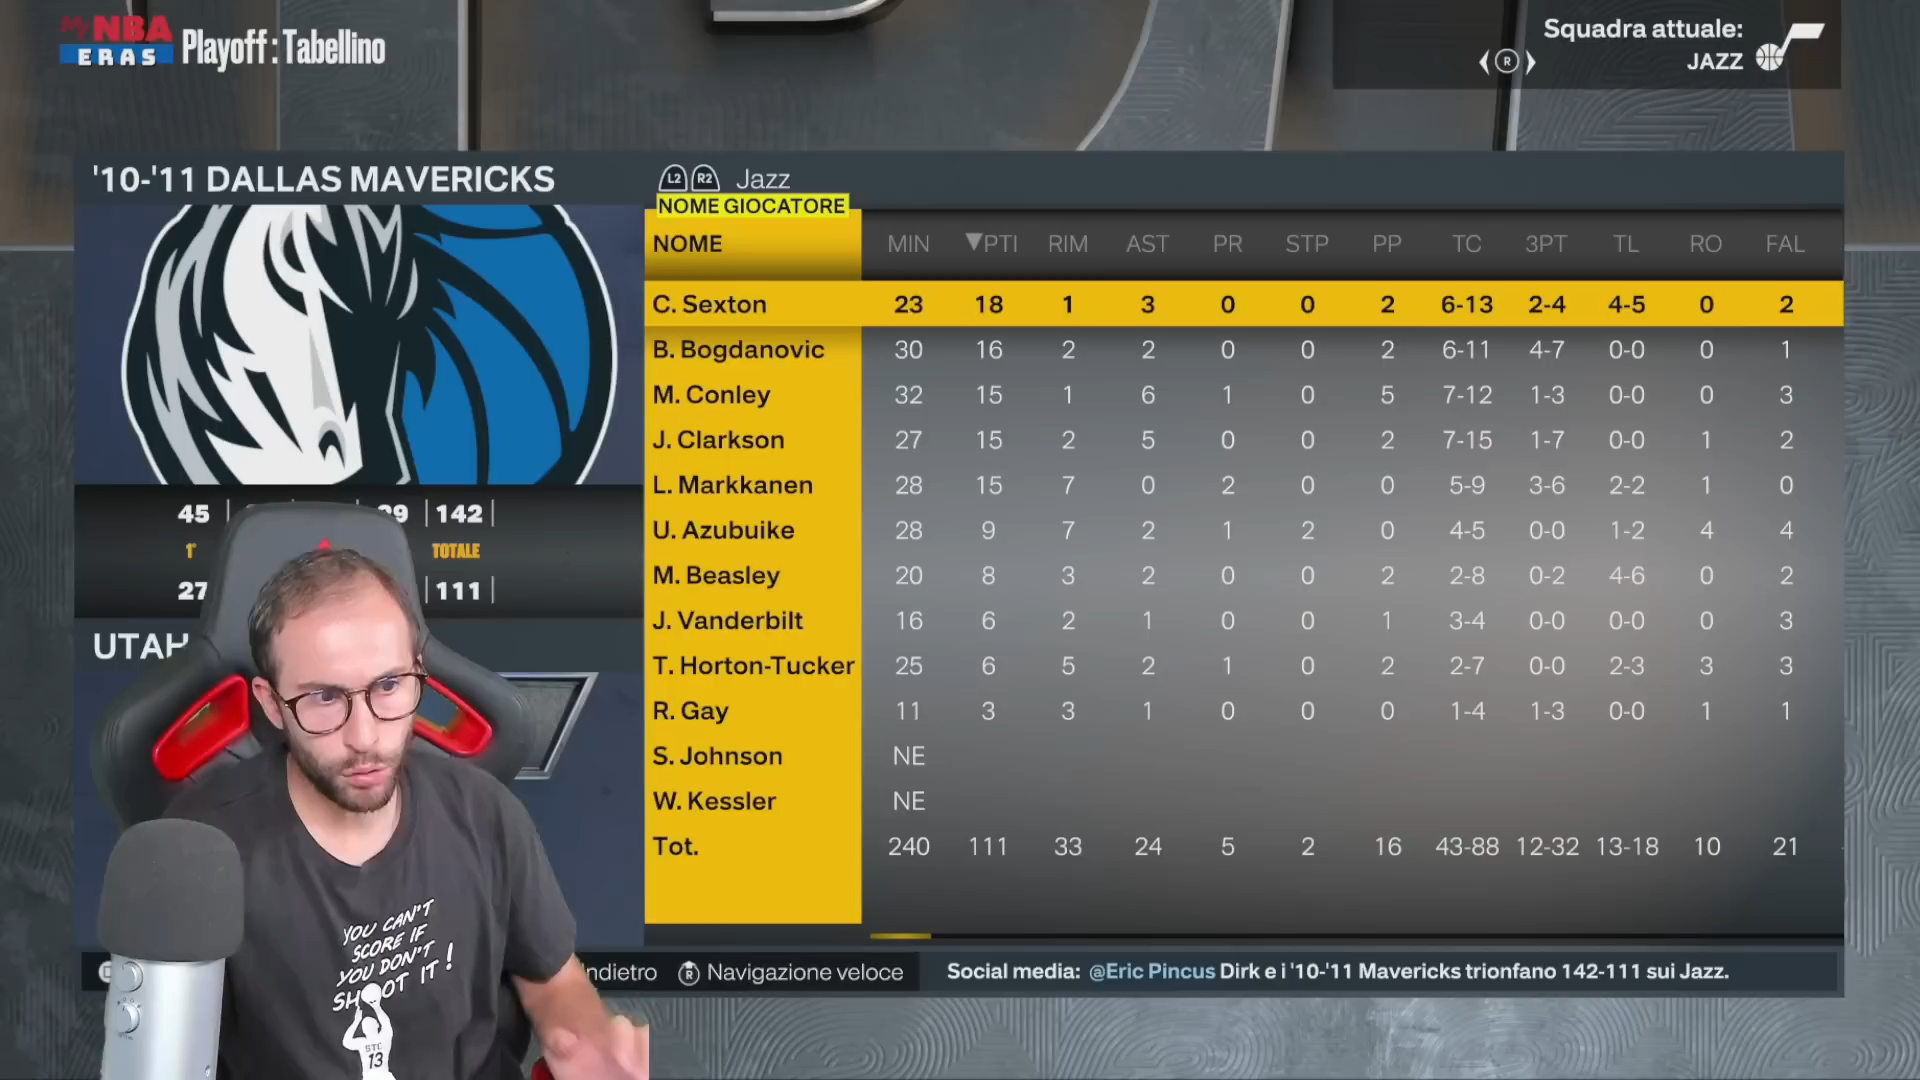 MyNBA
ERAS
Playoff: Tabellino
Squadra attuale:
R
JAZZ
'10-'11 DALLAS MAVERICKS
L2 R2 Jazz
NOME GIOCATORE
NOME MIN ▼PTI RIM AST PR STP PP TC 3PT TL RO FAL
C. Sexton 23 18 1 3 0 0 2 6-13 2-4 4-5 0 2
B. Bogdanovic 30 16 2 2 0 0 2 6-11 4-7 0-0 0 1
M. Conley 32 15 1 6 1 0 5 7-12 1-3 0-0 0 3
J. Clarkson 27 15 2 5 0 0 2 7-15 1-7 0-0 1 2
L. Markkanen 28 15 7 0 2 0 0 5-9 3-6 2-2 1 0
U. Azubuike 28 9 7 2 1 2 0 4-5 0-0 1-2 4 4
M. Beasley 20 8 3 2 0 0 2 2-8 0-2 4-6 0 2
J. Vanderbilt 16 6 2 1 0 0 1 3-4 0-0 0-0 0 3
T. Horton-Tucker 25 6 5 2 1 0 2 2-7 0-0 2-3 3 3
R. Gay 11 3 3 1 0 0 0 1-4 1-3 0-0 1 1
S. Johnson NE
W. Kessler NE
Tot. 240 111 33 24 5 2 16 43-88 12-32 13-18 10 21
45 142
1° TOTALE
27 111
UTAH
YOU CAN'T
SCORE IF
YOU DON'T
SHOOT IT!
STC
13
ndietro R Navigazione veloce
Social media: @Eric Pincus Dirk e i '10-'11 Mavericks trionfano 142-111 sui Jazz.